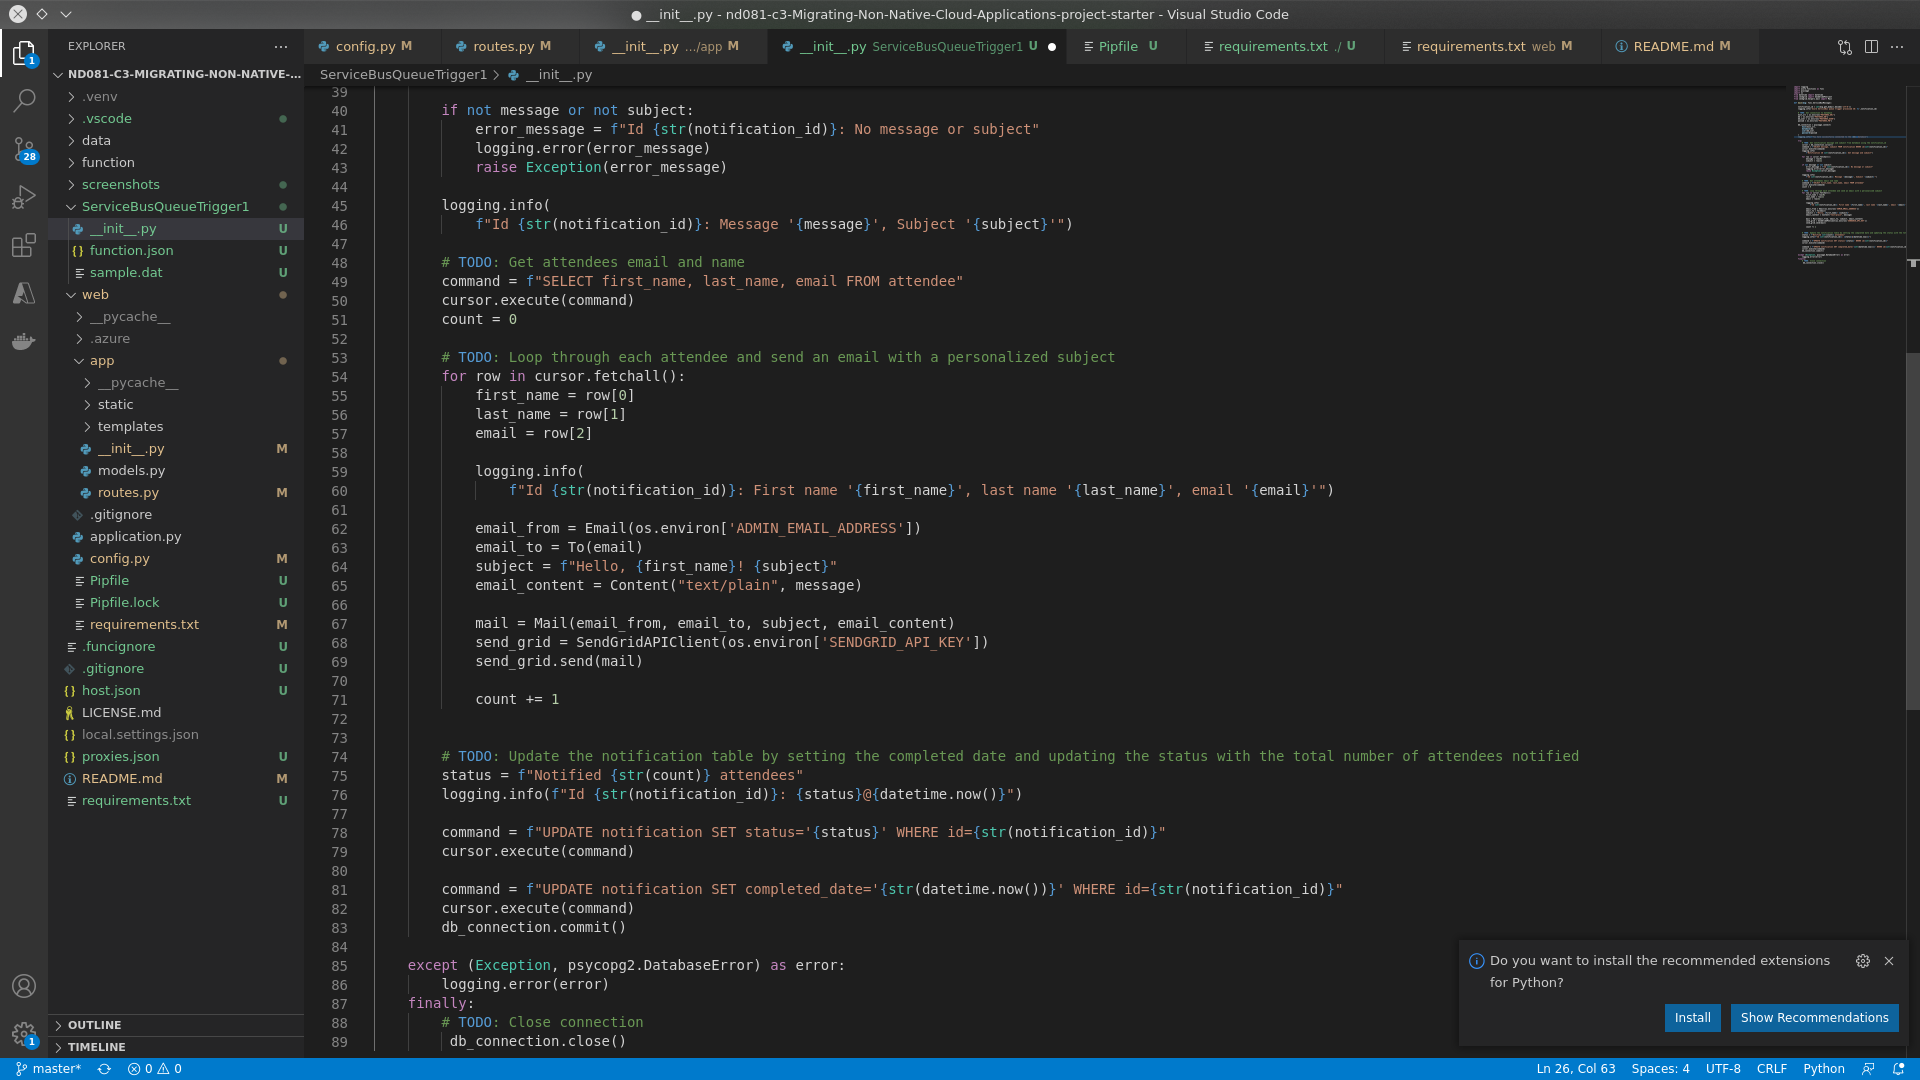 ● __init__.py - nd081-c3-Migrating-Non-Native-Cloud-Applications-project-starter - Visual Studio Code
EXPLORER
config.py M
routes.py M
__init__.py .../app M
__init__.py ServiceBusQueueTrigger1 U
Pipfile U
requirements.txt ./ U
requirements.txt web M
README.md M
ServiceBusQueueTrigger1 > __init__.py
1
28
1
ND081-C3-MIGRATING-NON-NATIVE-...
.venv
.vscode
data
function
screenshots
ServiceBusQueueTrigger1
__init__.py U
function.json U
sample.dat U
web
__pycache__
.azure
app
__pycache__
static
templates
__init__.py M
models.py
routes.py M
.gitignore
application.py
config.py M
Pipfile U
Pipfile.lock U
requirements.txt M
.funcignore U
.gitignore U
host.json U
LICENSE.md
local.settings.json
proxies.json U
README.md M
requirements.txt U
OUTLINE
TIMELINE
39
40 if not message or not subject:
41 error_message = f"Id {str(notification_id)}: No message or subject"
42 logging.error(error_message)
43 raise Exception(error_message)
44
45 logging.info(
46 f"Id {str(notification_id)}: Message '{message}', Subject '{subject}'")
47
48 # TODO: Get attendees email and name
49 command = f"SELECT first_name, last_name, email FROM attendee"
50 cursor.execute(command)
51 count = 0
52
53 # TODO: Loop through each attendee and send an email with a personalized subject
54 for row in cursor.fetchall():
55 first_name = row[0]
56 last_name = row[1]
57 email = row[2]
58
59 logging.info(
60 f"Id {str(notification_id)}: First name '{first_name}', last name '{last_name}', email '{email}'")
61
62 email_from = Email(os.environ['ADMIN_EMAIL_ADDRESS'])
63 email_to = To(email)
64 subject = f"Hello, {first_name}! {subject}"
65 email_content = Content("text/plain", message)
66
67 mail = Mail(email_from, email_to, subject, email_content)
68 send_grid = SendGridAPIClient(os.environ['SENDGRID_API_KEY'])
69 send_grid.send(mail)
70
71 count += 1
72
73
74 # TODO: Update the notification table by setting the completed date and updating the status with the total number of attendees notified
75 status = f"Notified {str(count)} attendees"
76 logging.info(f"Id {str(notification_id)}: {status}@{datetime.now()}")
77
78 command = f"UPDATE notification SET status='{status}' WHERE id={str(notification_id)}"
79 cursor.execute(command)
80
81 command = f"UPDATE notification SET completed_date='{str(datetime.now())}' WHERE id={str(notification_id)}"
82 cursor.execute(command)
83 db_connection.commit()
84
85 except (Exception, psycopg2.DatabaseError) as error:
86 logging.error(error)
87 finally:
88 # TODO: Close connection
89 db_connection.close()
Do you want to install the recommended extensions
for Python?
Install
Show Recommendations
master*
0
0
Ln 26, Col 63
Spaces: 4
UTF-8
CRLF
Python